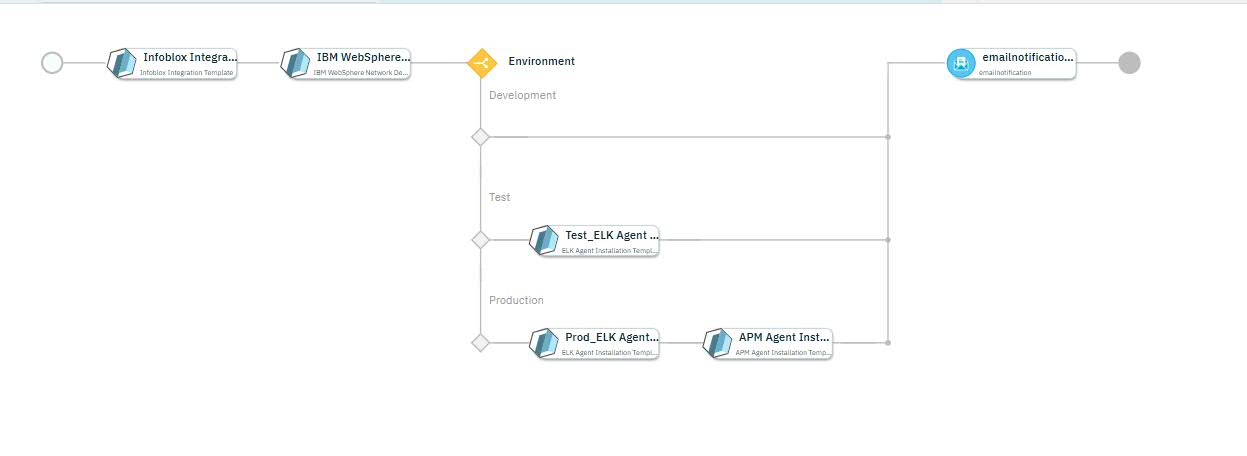 Infoblox Integra...
Infoblox Integration Template
IBM WebSphere...
IBM WebSphere Network De...
Environment
emailnotificatio...
emailnotification
Development
Test
Test_ELK Agent ...
ELK Agent Installation Templ...
Production
Prod_ELK Agent...
ELK Agent Installation Templ...
APM Agent Inst...
APM Agent Installation Temp...